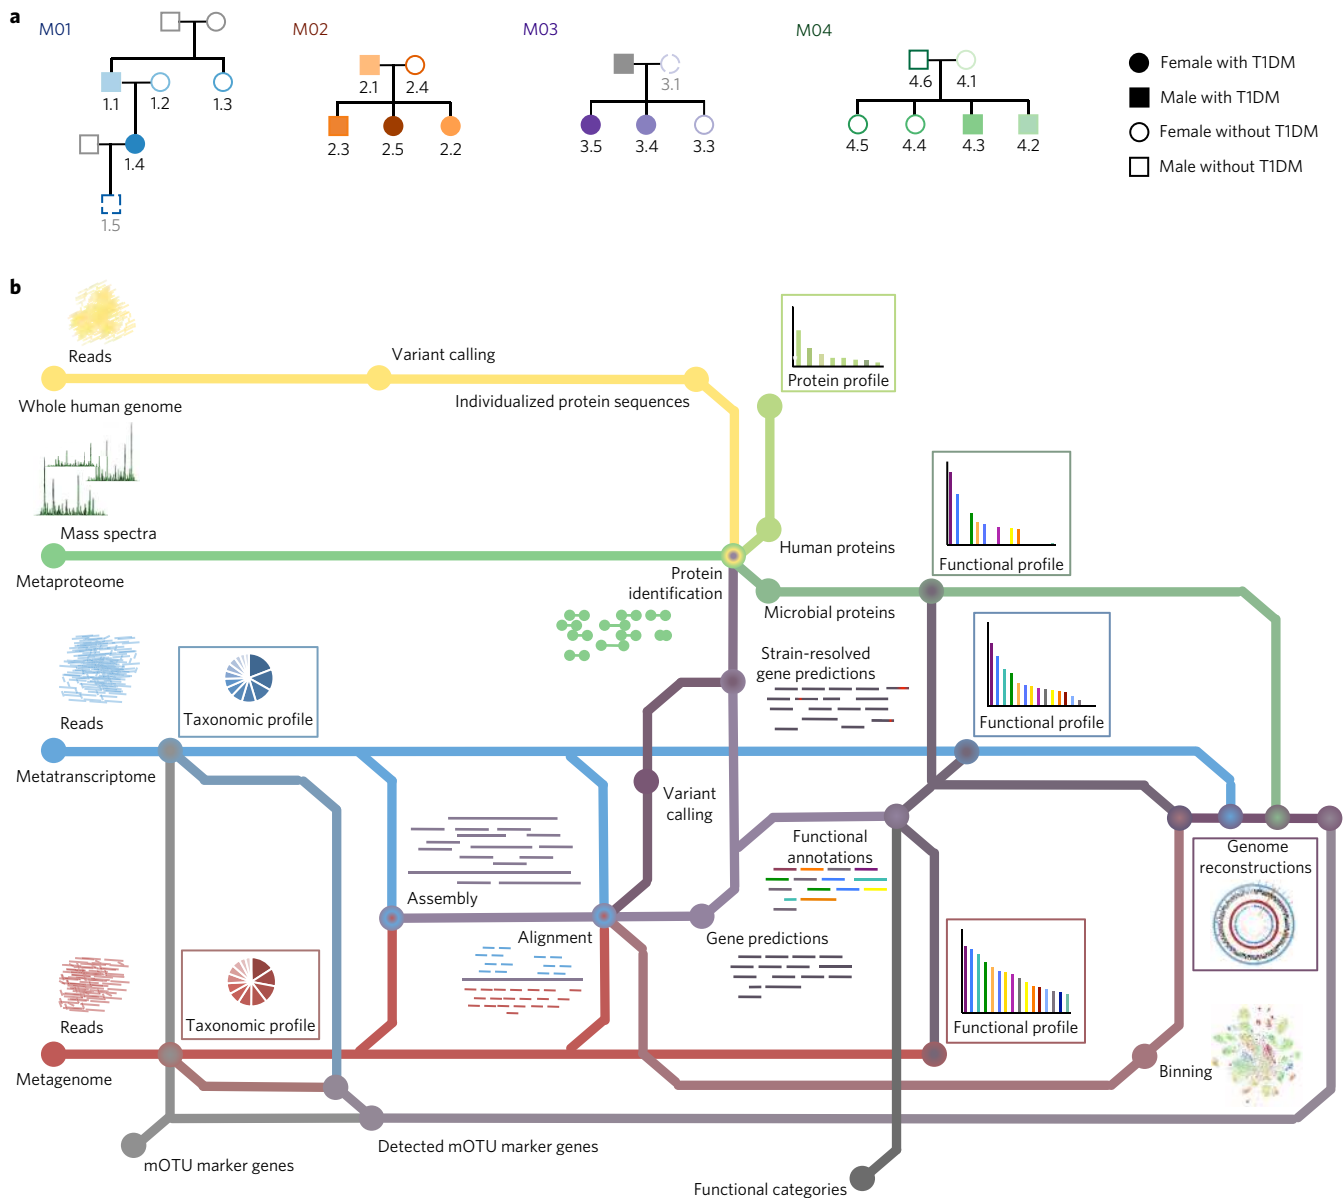 a
M01
M02
M03
M04
1.1
1.2
1.3
1.4
1.5
2.1
2.4
2.3
2.5
2.2
3.1
3.5
3.4
3.3
4.6
4.1
4.5
4.4
4.3
4.2
Female with T1DM
Male with T1DM
Female without T1DM
Male without T1DM
b
Reads
Whole human genome
Variant calling
Individualized protein sequences
Protein profile
Mass spectra
Metaproteome
Protein
identification
Human proteins
Microbial proteins
Functional profile
Reads
Metatranscriptome
Taxonomic profile
Strain-resolved
gene predictions
Functional profile
Variant
calling
Functional
annotations
Assembly
Alignment
Gene predictions
Genome
reconstructions
Reads
Metagenome
Taxonomic profile
Functional profile
Binning
mOTU marker genes
Detected mOTU marker genes
Functional categories